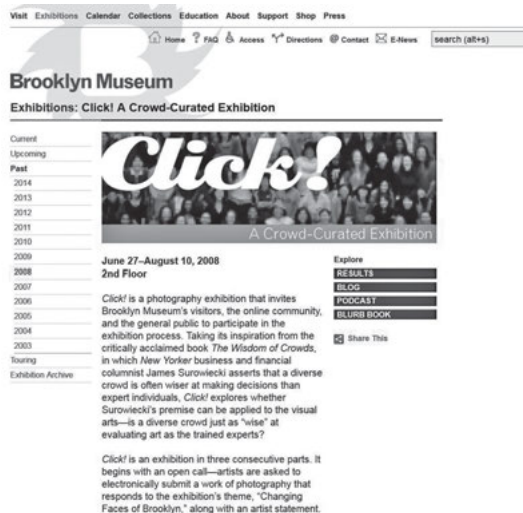 Visit Exhibitions Calendar Collections Education About Support Shop Press
Home ? FAQ Access Directions @ Contact E-News search (alt+s)
Brooklyn Museum
Exhibitions: Click! A Crowd-Curated Exhibition
Current
Upcoming
Past
2014
2013
2012
2011
2010
2009
2008
2007
2006
2005
2004
2003
Touring
Exhibition Archive
Click!
A Crowd-Curated Exhibition
June 27–August 10, 2008
2nd Floor
Click! is a photography exhibition that invites
Brooklyn Museum's visitors, the online community,
and the general public to participate in the
exhibition process. Taking its inspiration from the
critically acclaimed book The Wisdom of Crowds,
in which New Yorker business and financial
columnist James Surowiecki asserts that a diverse
crowd is often wiser at making decisions than
expert individuals, Click! explores whether
Surowiecki's premise can be applied to the visual
arts—is a diverse crowd just as "wise" at
evaluating art as the trained experts?
Click! is an exhibition in three consecutive parts. It
begins with an open call—artists are asked to
electronically submit a work of photography that
responds to the exhibition's theme, "Changing
Faces of Brooklyn," along with an artist statement.
Explore
RESULTS
BLOG
PODCAST
BLURB BOOK
Share This